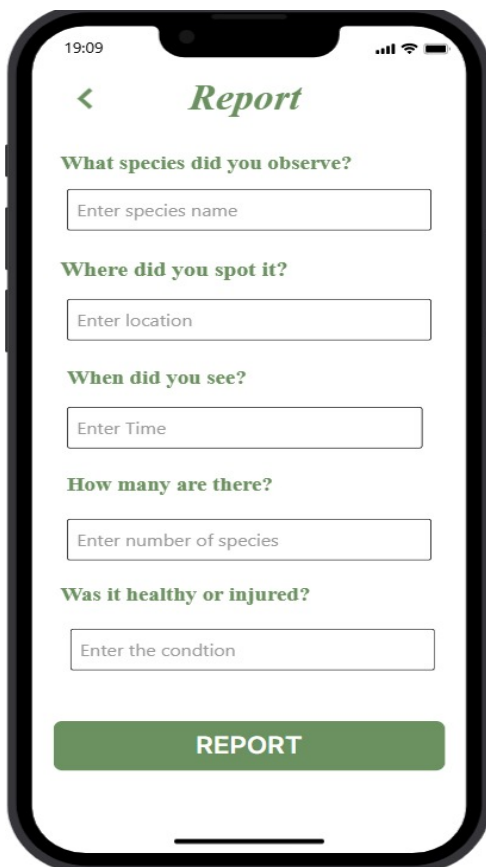 19:09
Report
What species did you observe?
Enter species name
Where did you spot it?
Enter location
When did you see?
Enter Time
How many are there?
Enter number of species
Was it healthy or injured?
Enter the condtion
REPORT